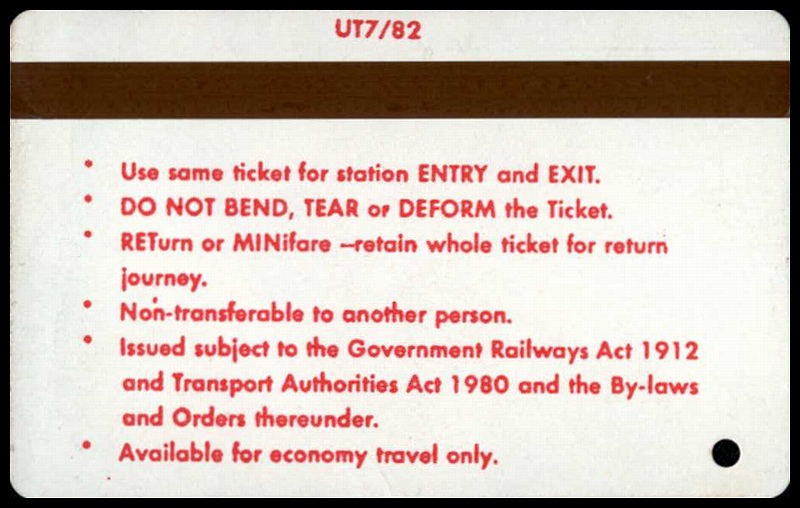 UT7/82
• Use same ticket for station ENTRY and EXIT.
• DO NOT BEND, TEAR or DEFORM the Ticket.
• RETurn or MINifare –retain whole ticket for return
journey.
• Non-transferable to another person.
• Issued subject to the Government Railways Act 1912
and Transport Authorities Act 1980 and the By-laws
and Orders thereunder.
• Available for economy travel only.